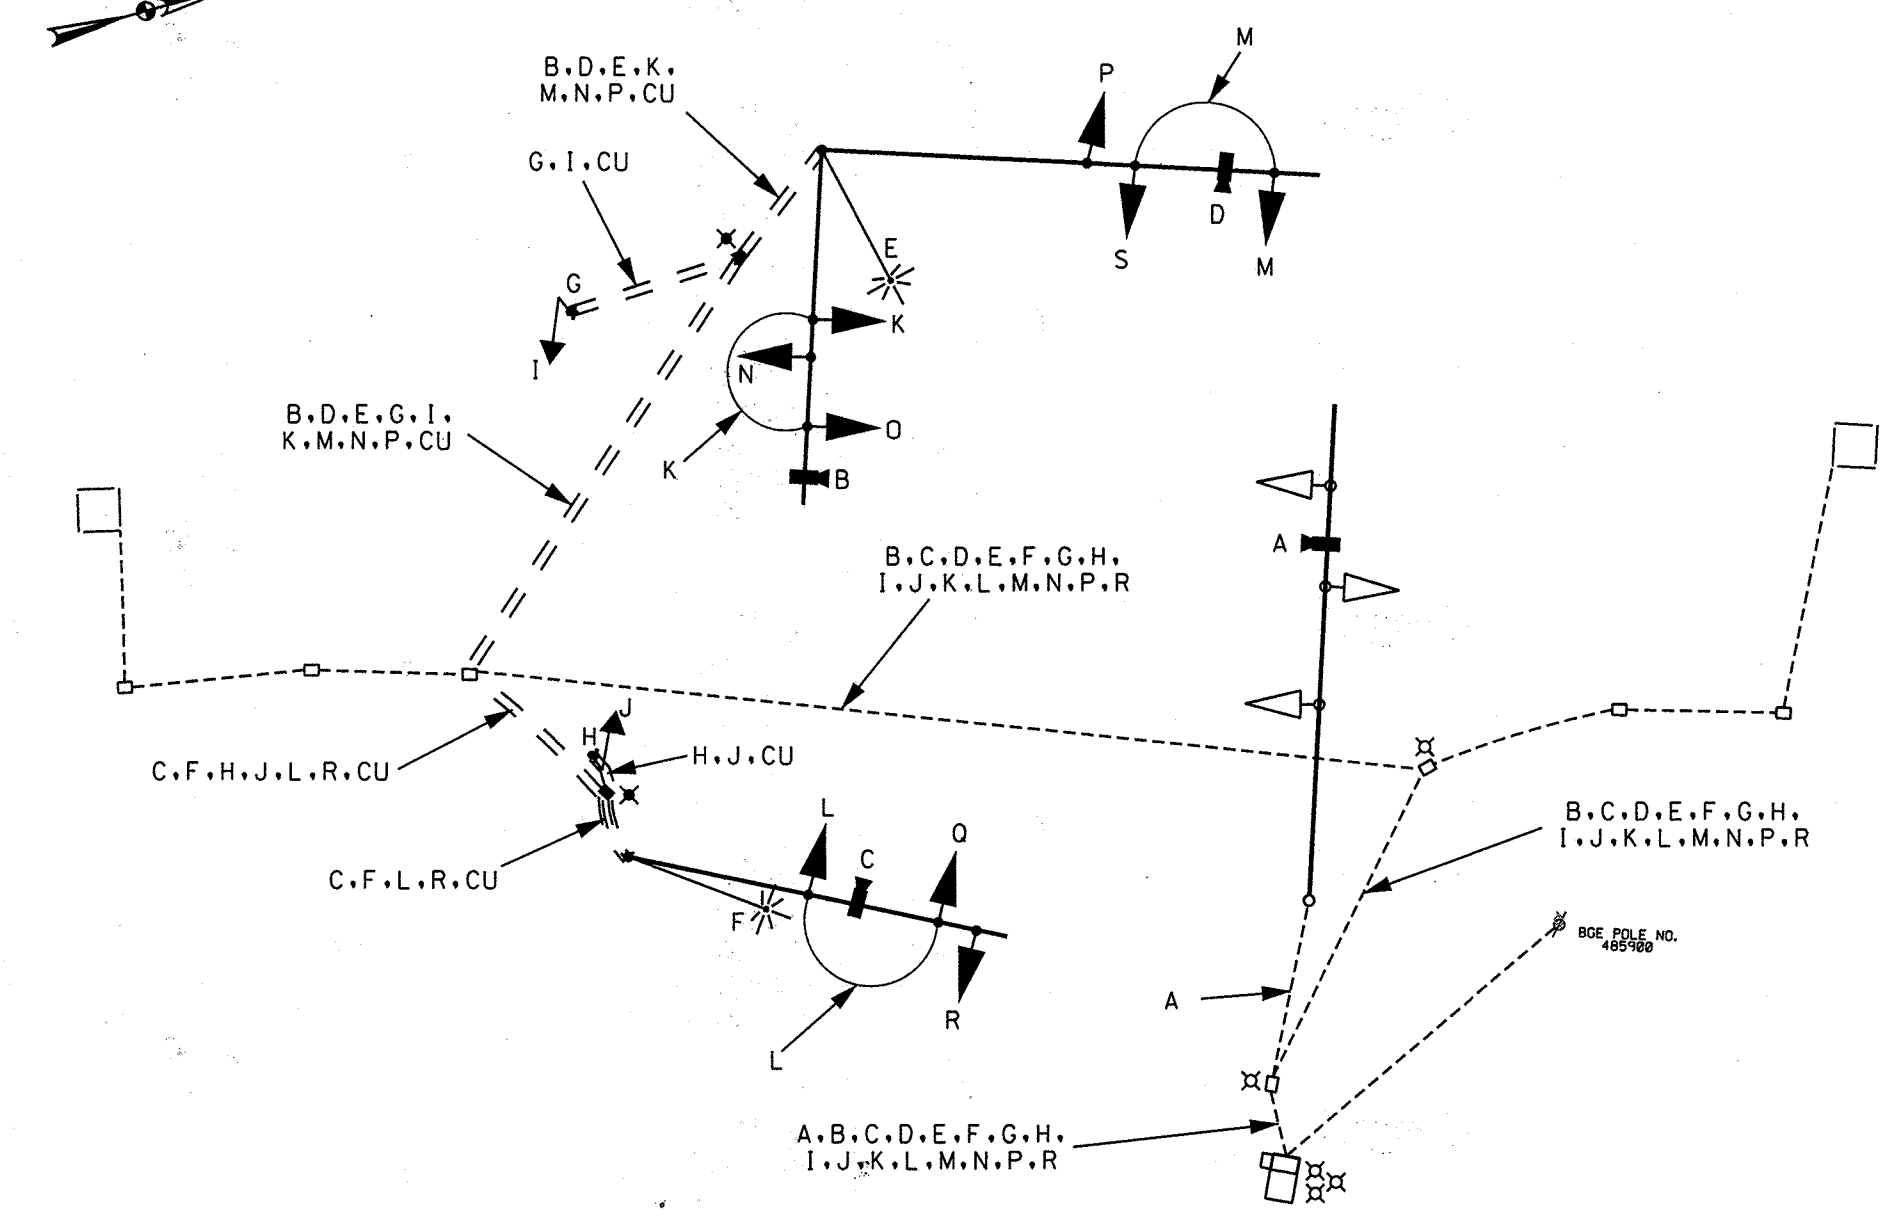 M
P
B,D,E,K,
M,N,P,CU
G,I,CU
D
E
S
M
G
K
I
N
B,D,E,G,I,
K,M,N,P,CU
O
K
B
A
B,C,D,E,F,G,H,
I,J,K,L,M,N,P,R
J
H
H,J,CU
C,F,H,J,L,R,CU
L
B,C,D,E,F,G,H,
I,J,K,L,M,N,P,R
Q
C
C,F,L,R,CU
F
BGE POLE NO.
485900
A
R
L
A,B,C,D,E,F,G,H,
I,J,K,L,M,N,P,R